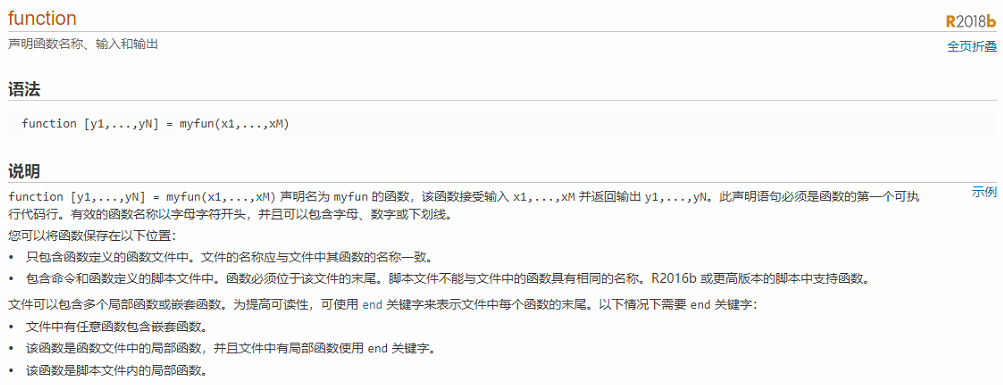 function
R2018b
声明函数名称、输入和输出
全页折叠
语法
function [y1,...,yN] = myfun(x1,...,xM)
说明
function [y1,...,yN] = myfun(x1,...,xM) 声明名为 myfun 的函数，该函数接受输入 x1,...,xM 并返回输出 y1,...,yN。此声明语句必须是函数的第一个可执
示例
行代码行。有效的函数名称以字母字符开头，并且可以包含字母、数字或下划线。
您可以将函数保存在以下位置：
• 只包含函数定义的函数文件中。文件的名称应与文件中其函数的名称一致。
• 包含命令和函数定义的脚本文件中。函数必须位于该文件的末尾。脚本文件不能与文件中的函数具有相同的名称。R2016b 或更高版本的脚本中支持函数。
文件可以包含多个局部函数或嵌套函数。为提高可读性，可使用 end 关键字来表示文件中每个函数的末尾。以下情况下需要 end 关键字：
• 文件中有任意函数包含嵌套函数。
• 该函数是函数文件中的局部函数，并且文件中有局部函数使用 end 关键字。
• 该函数是脚本文件内的局部函数。